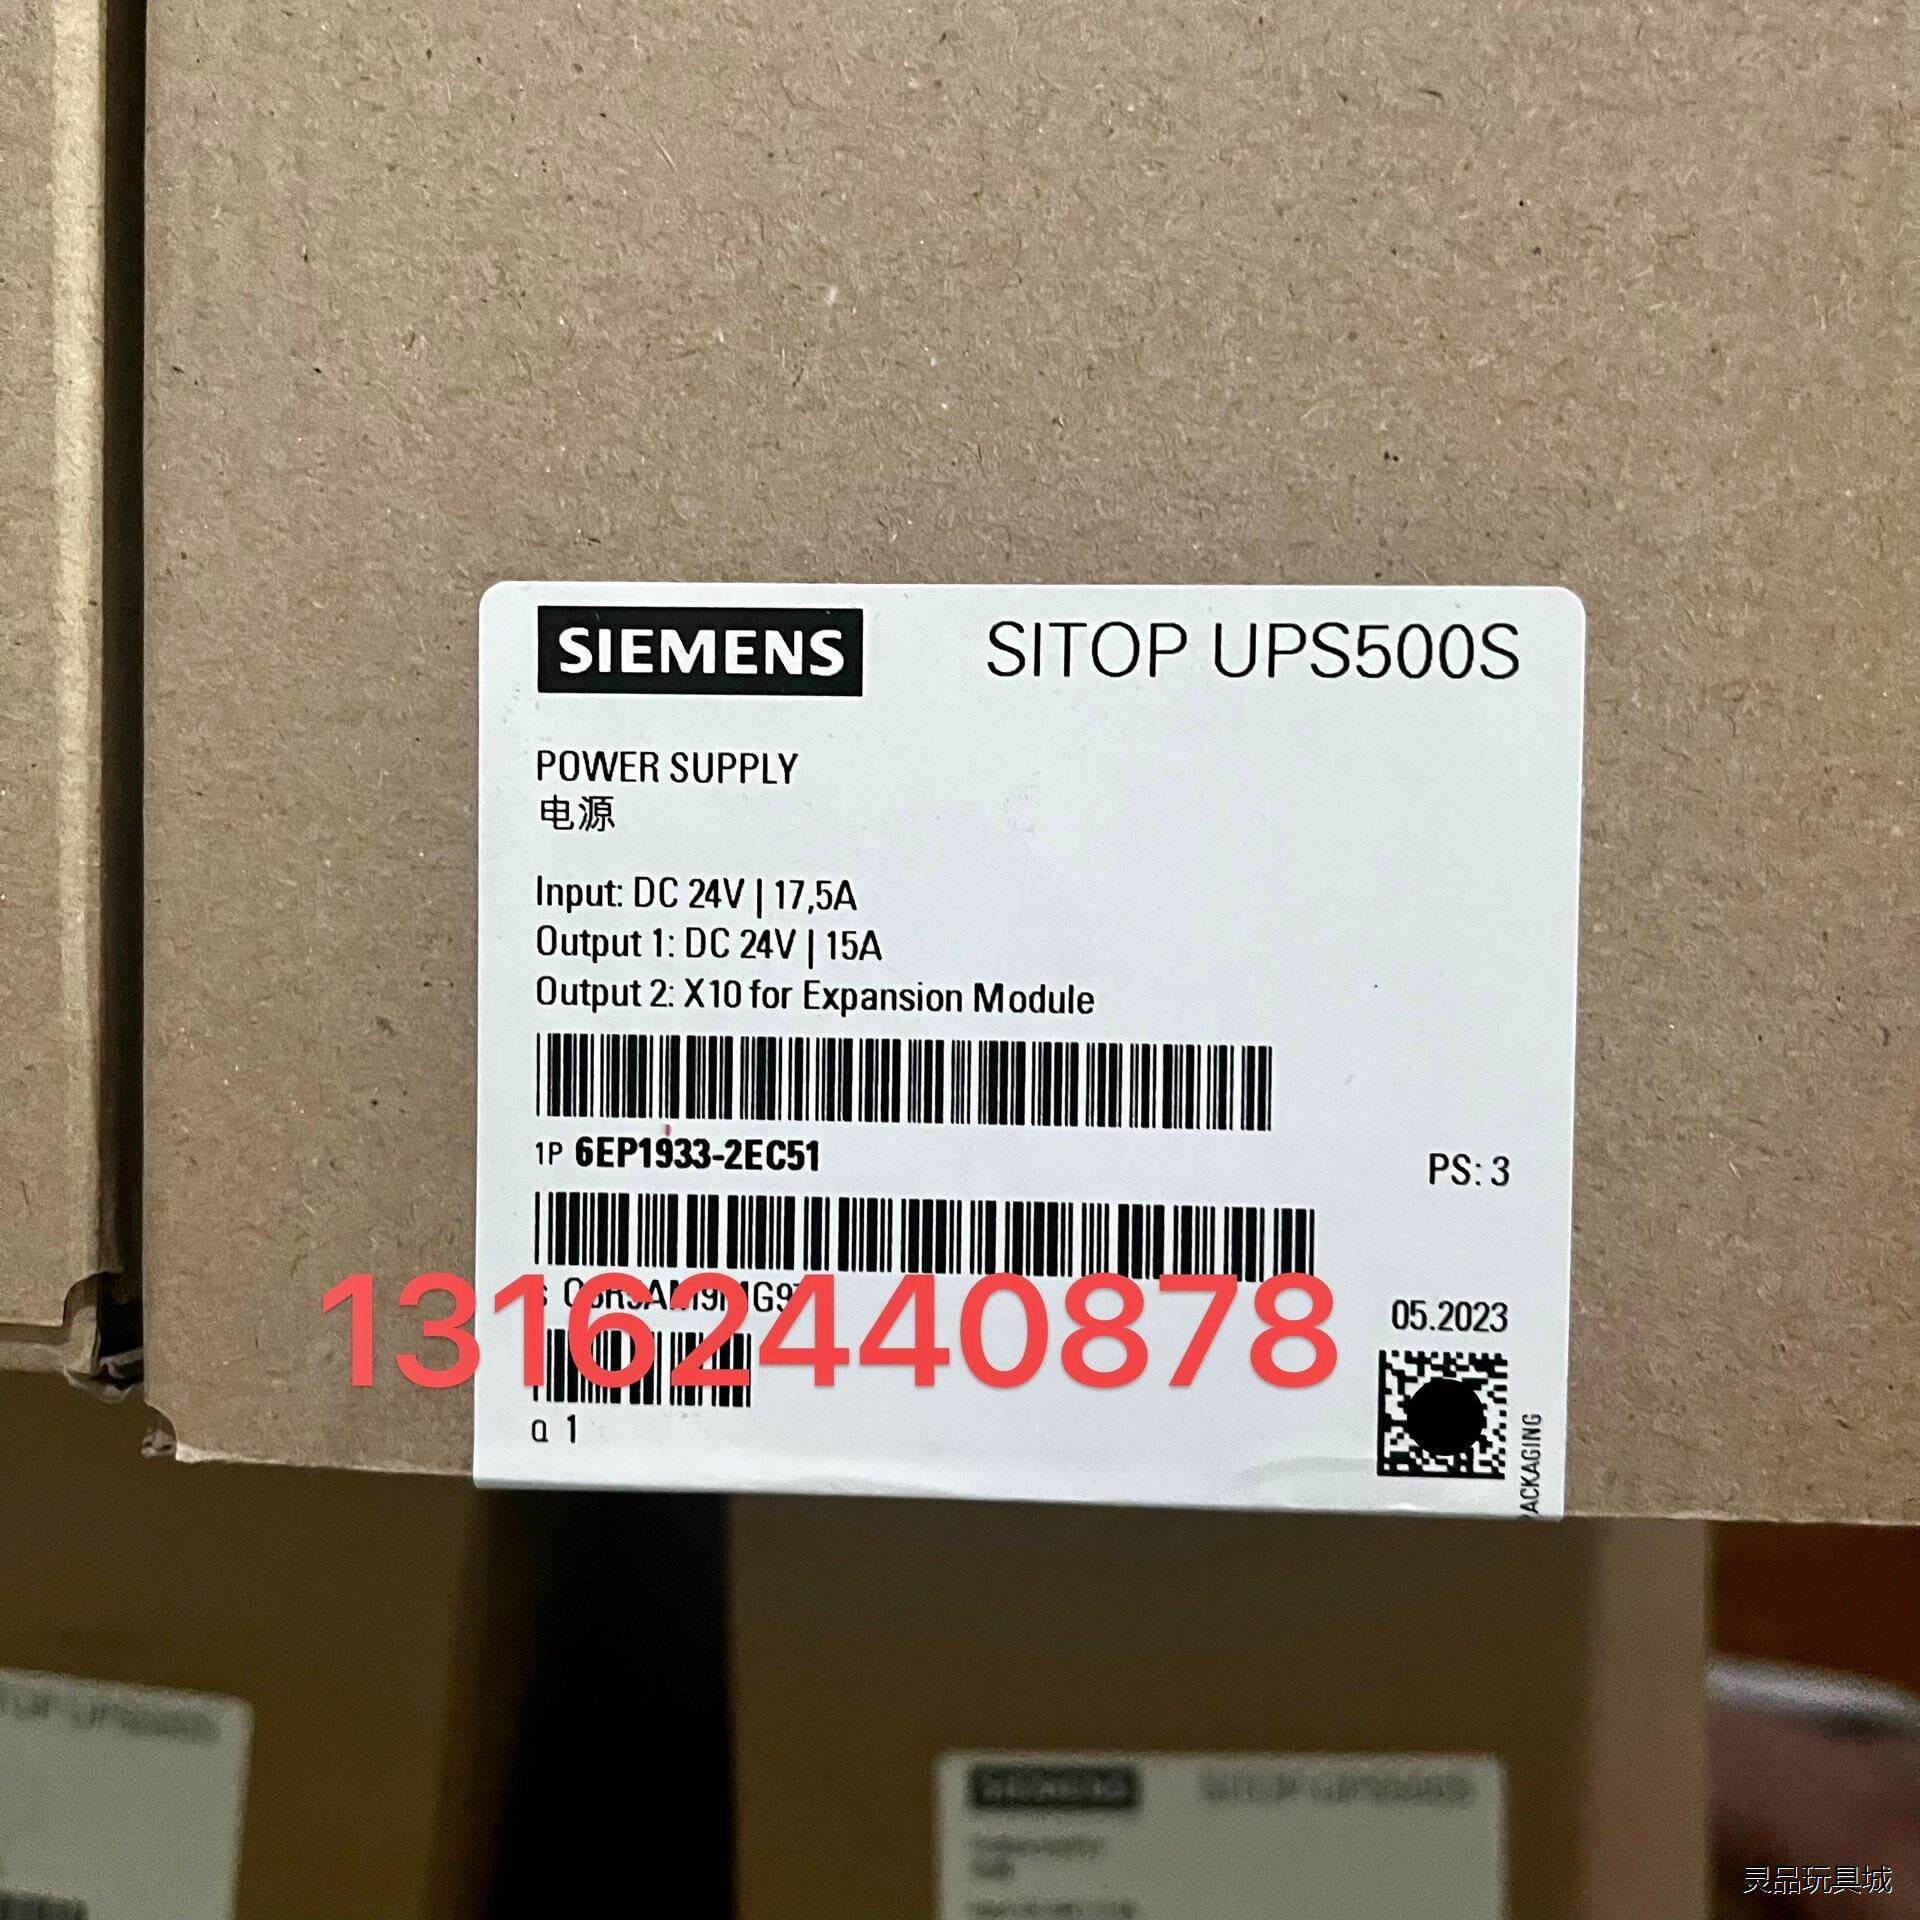 SIEMENS
SITOP UPS500S
POWER SUPPLY
电源
Input: DC 24V | 17,5A
Output 1: DC 24V | 15A
Output 2: X10 for Expansion Module
1P 6EP1933-2EC51
PS: 3
13162440878
05.2023
Q 1
PACKAGING
灵品玩具城